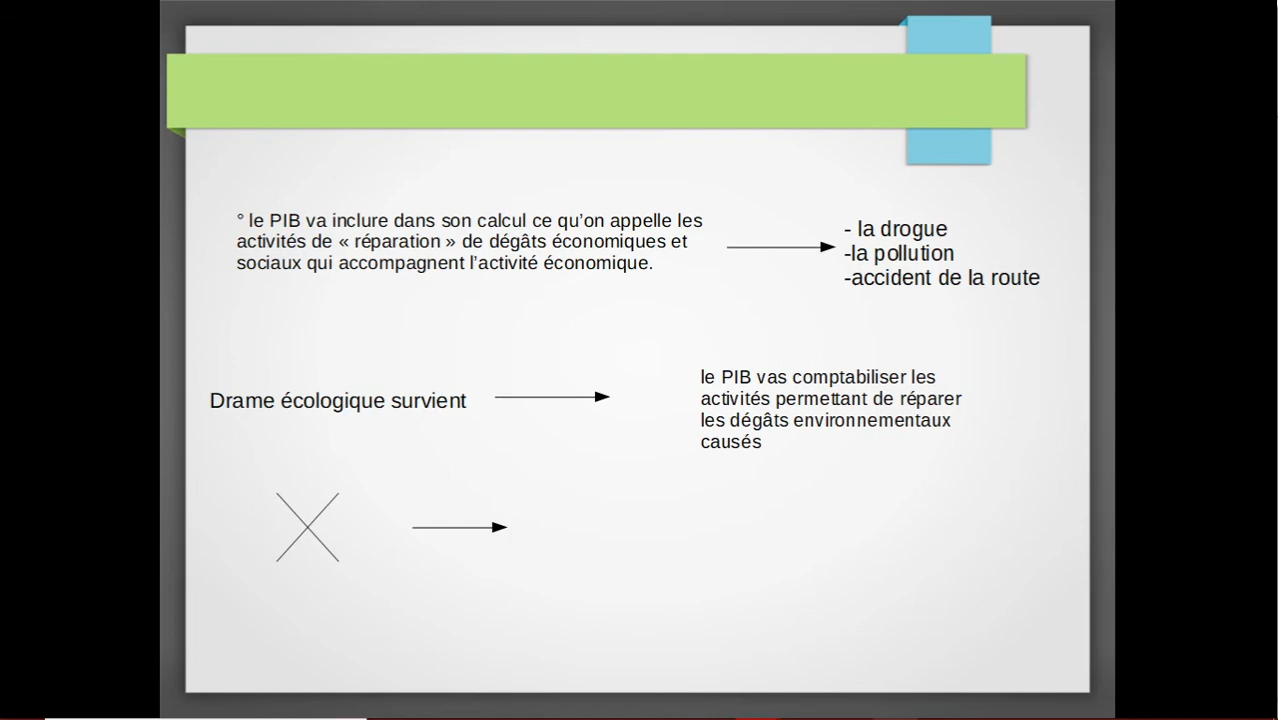 ° le PIB va inclure dans son calcul ce qu’on appelle les
activités de « réparation » de dégâts économiques et
sociaux qui accompagnent l’activité économique.
- la drogue
-la pollution
-accident de la route
Drame écologique survient
le PIB vas comptabiliser les
activités permettant de réparer
les dégâts environnementaux
causés